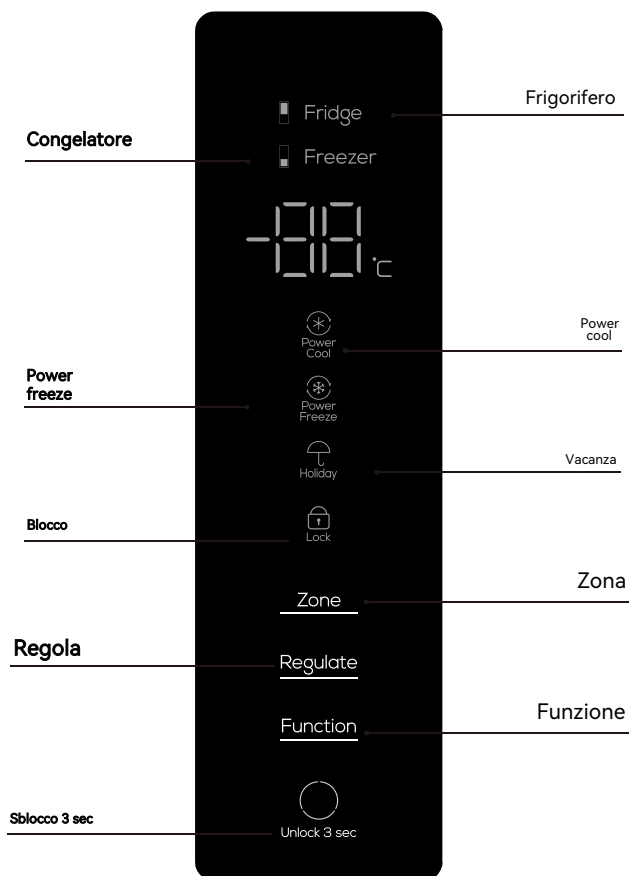 Fridge
Frigorifero
Congelatore
Freezer
-88
°C
Power
Cool
Power
cool
Power
freeze
Power
Freeze
Holiday
Vacanza
Blocco
Lock
Zone
Zona
Regola
Regulate
Function
Funzione
Sblocco 3 sec
Unlock 3 sec